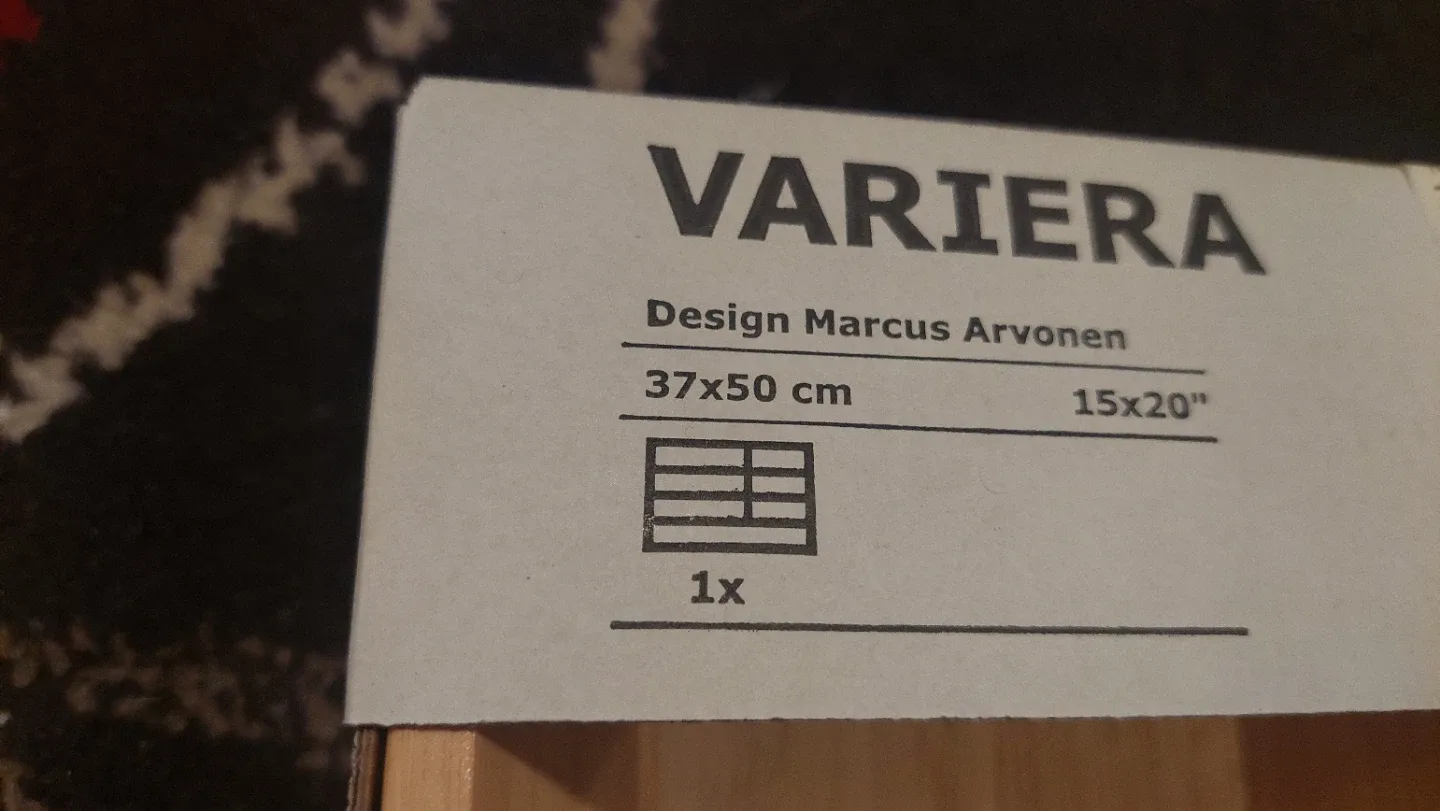 VARIERA
Design Marcus Arvonen
37x50 cm 15x20"
1x